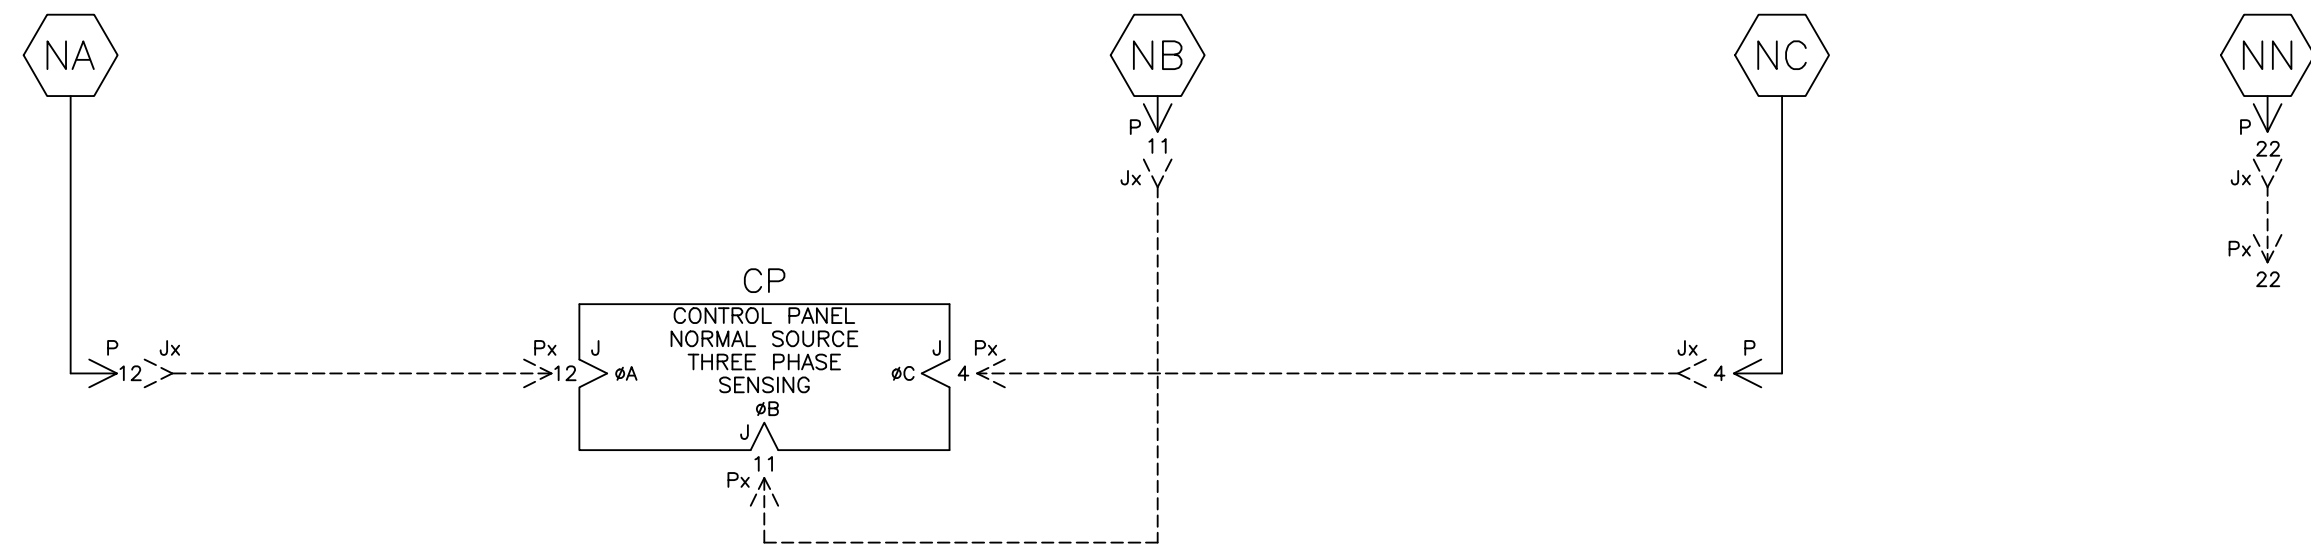 NA
NB
NC
NN
P
11
Jx
P
22
Jx
Px
22
CP
CONTROL PANEL
NORMAL SOURCE
THREE PHASE
SENSING
P
12
Jx
Px
12
J
øA
øC
J
4
Px
Jx
4
P
øB
J
11
Px